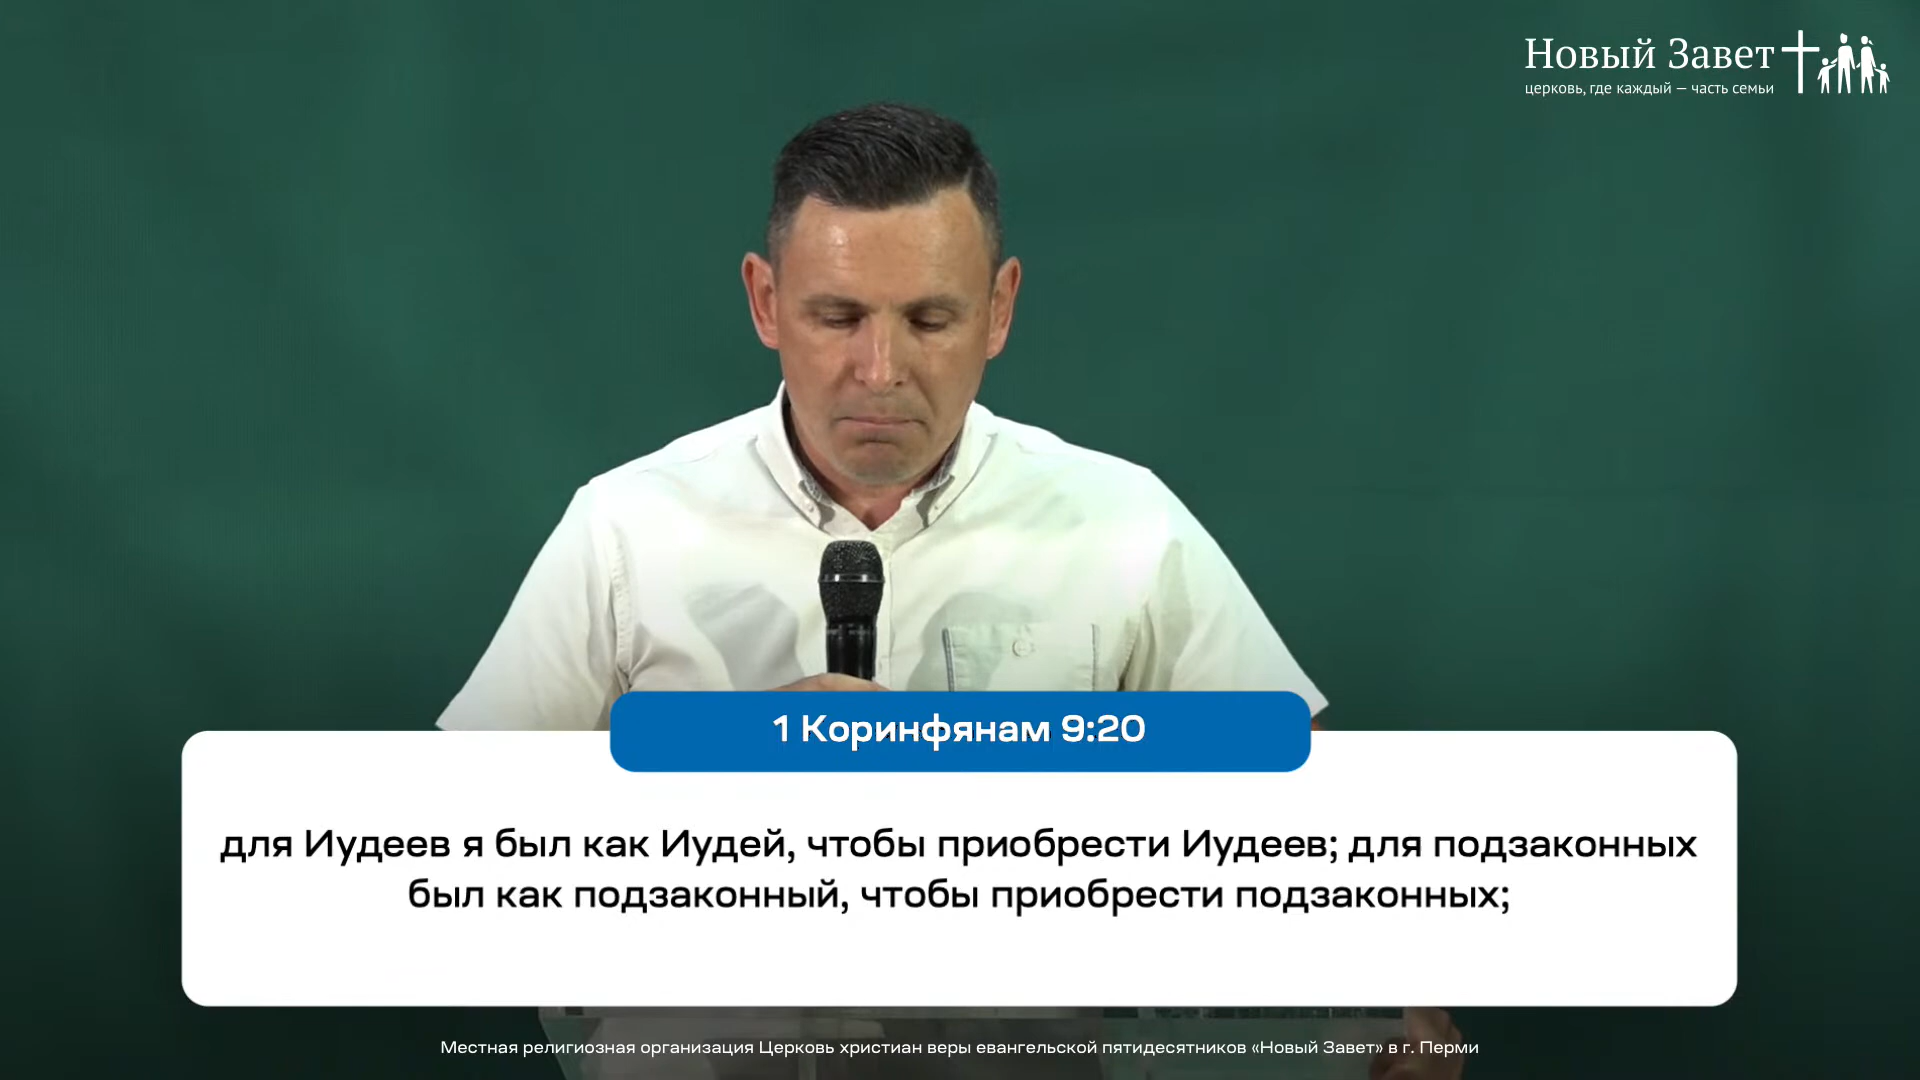 Новый Завет
церковь, где каждый — часть семьи
1 Коринфянам 9:20
для Иудеев я был как Иудей, чтобы приобрести Иудеев; для подзаконных
был как подзаконный, чтобы приобрести подзаконных;
Местная религиозная организация Церковь христиан веры евангельской пятидесятников «Новый Завет» в г. Перми